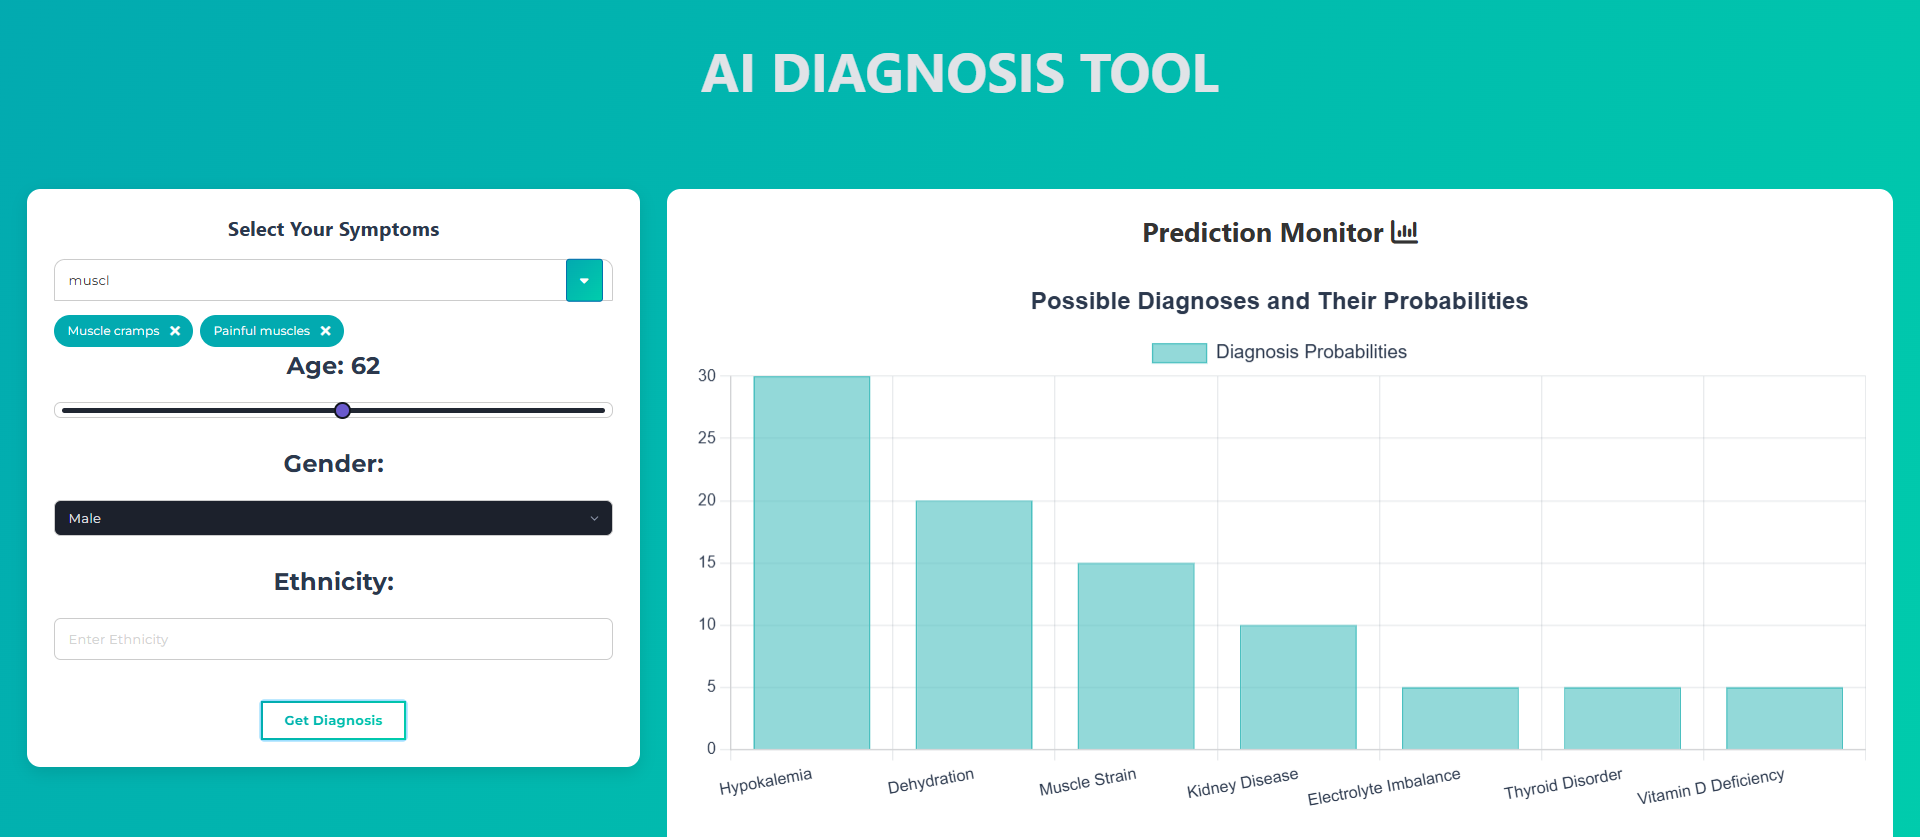 AI DIAGNOSIS TOOL
Select Your Symptoms
muscl
Muscle cramps ✕ Painful muscles ✕
Age: 62
Gender:
Male
Ethnicity:
Enter Ethnicity
Get Diagnosis
Prediction Monitor
Possible Diagnoses and Their Probabilities
Diagnosis Probabilities
30
25
20
15
10
5
0
Hypokalemia
Dehydration
Muscle Strain
Kidney Disease
Electrolyte Imbalance
Thyroid Disorder
Vitamin D Deficiency